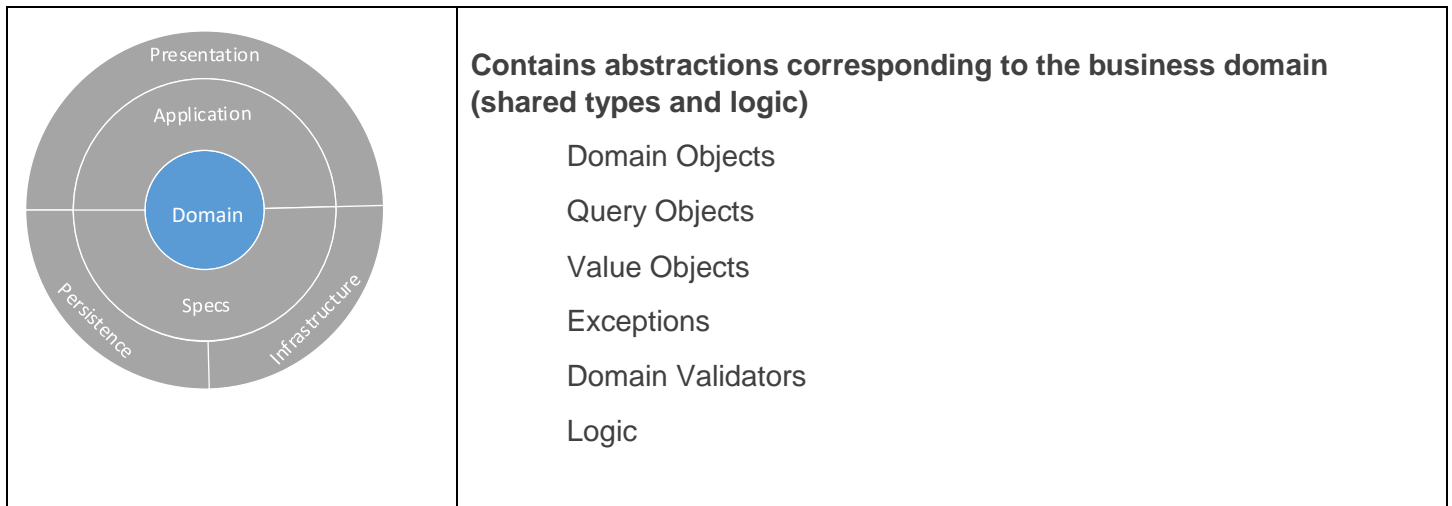 Presentation
Application
Domain
Specs
Persistence
Infrastructure
Contains abstractions corresponding to the business domain
(shared types and logic)
Domain Objects
Query Objects
Value Objects
Exceptions
Domain Validators
Logic